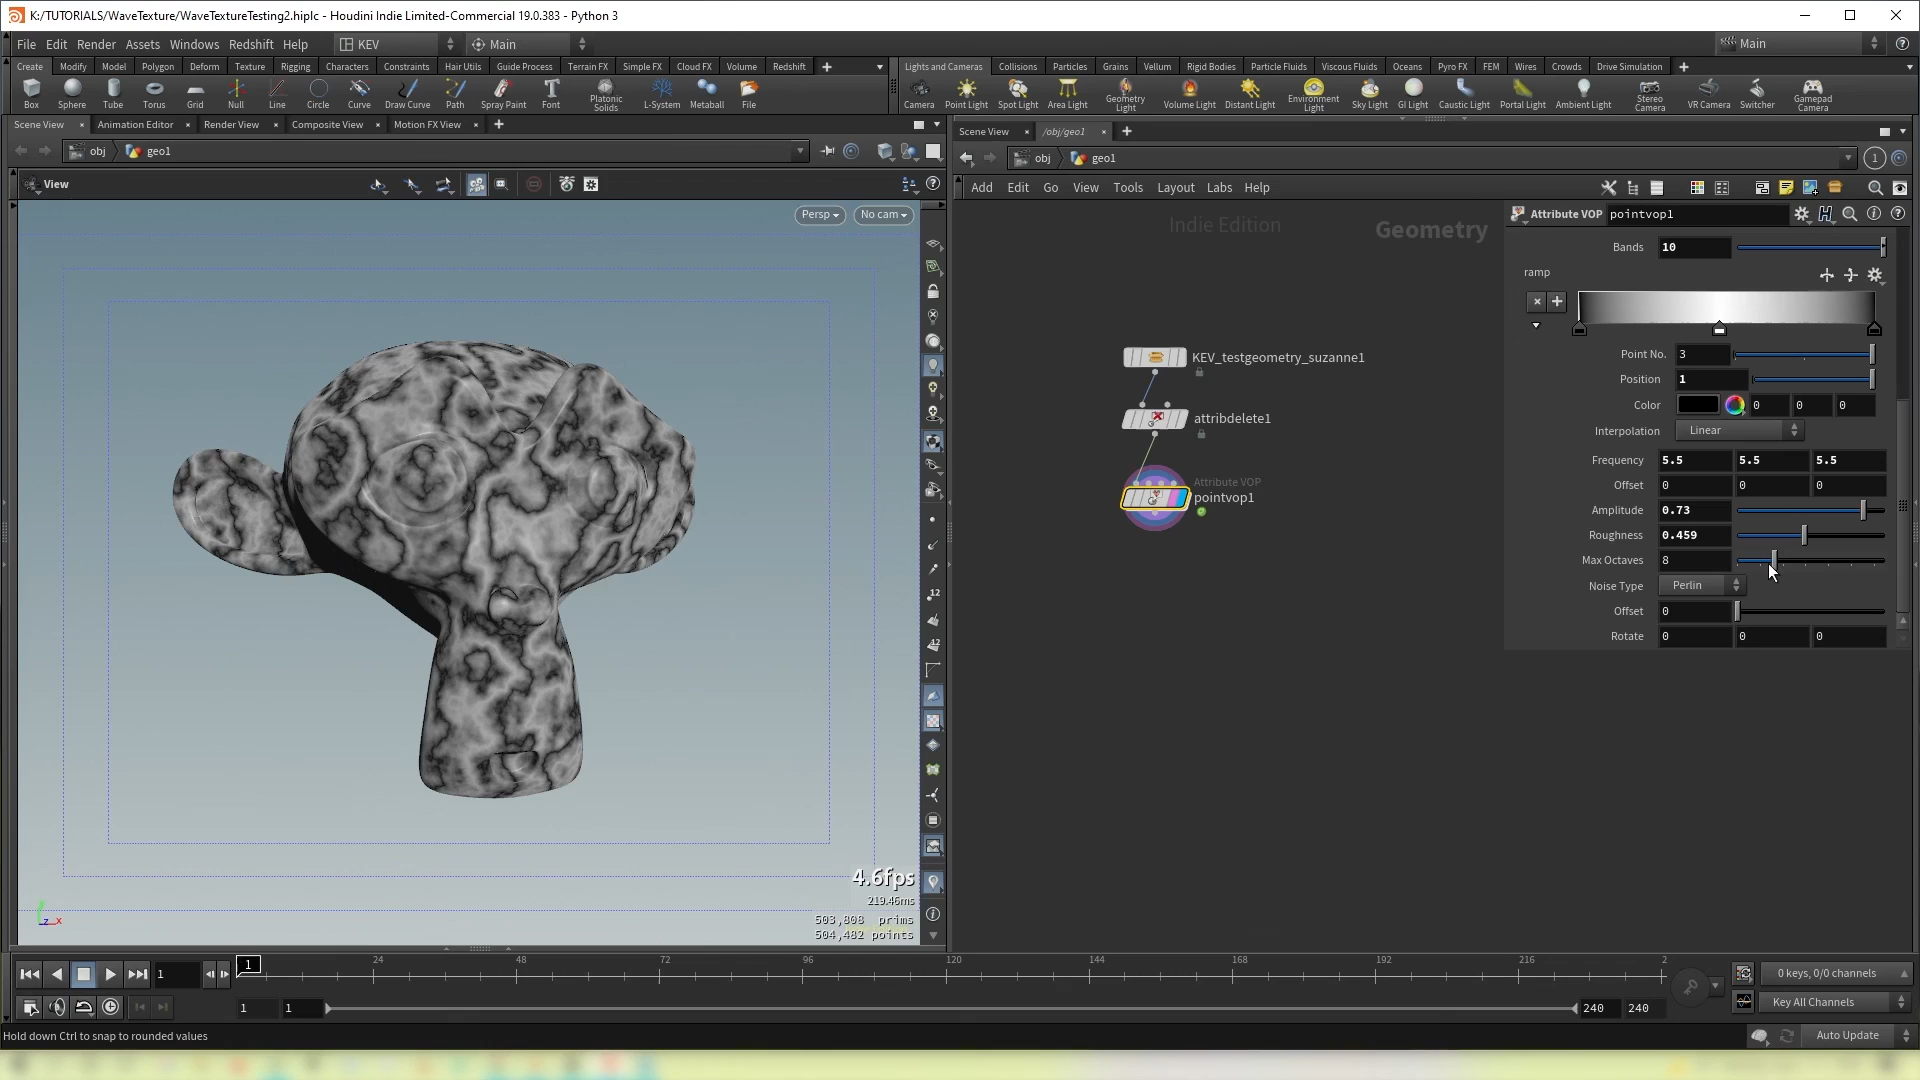 K:/TUTORIALS/WaveTexture/WaveTextureTesting2.hiplc - Houdini Indie Limited-Commercial 19.0.383 - Python 3
File Edit Render Assets Windows Redshift Help KEV Main Main
Create Modify Model Polygon Deform Texture Rigging Characters Constraints Hair Utils Guide Process Terrain FX Simple FX Cloud FX Volume Redshift
Lights and Cameras Collisions Particles Grains Vellum Rigid Bodies Particle Fluids Viscous Fluids Oceans Pyro FX FEM Wires Crowds Drive Simulation
Box Sphere Tube Torus Grid Null Line Circle Curve Draw Curve Path Spray Paint Font Platonic Solids L-System Metaball File
Camera Point Light Spot Light Area Light Geometry Light Volume Light Distant Light Environment Light Sky Light GI Light Caustic Light Portal Light Ambient Light Stereo Camera VR Camera Switcher Gamepad Camera
Scene View Animation Editor Render View Composite View Motion FX View
Scene View /obj/geo1
obj geo1
obj geo1 1
View
Add Edit Go View Tools Layout Labs Help
Persp No cam
Indie Edition
Geometry
Attribute VOP pointvop1
Bands 10
ramp
Point No. 3
Position 1
Color 0 0 0
Interpolation Linear
Frequency 5.5 5.5 5.5
Offset 0 0 0
Amplitude 0.73
Roughness 0.459
Max Octaves 8
Noise Type Perlin
Offset 0
Rotate 0 0 0
KEV_testgeometry_suzanne1
attribdelete1
Attribute VOP
pointvop1
12
12
4.6fps
219.46ms
503,808 prims
504,482 points
z x
1 1 24 48 72 96 120 144 168 192 216 2
0 keys, 0/0 channels
1 1 240 240
Key All Channels
Hold down Ctrl to snap to rounded values
Auto Update